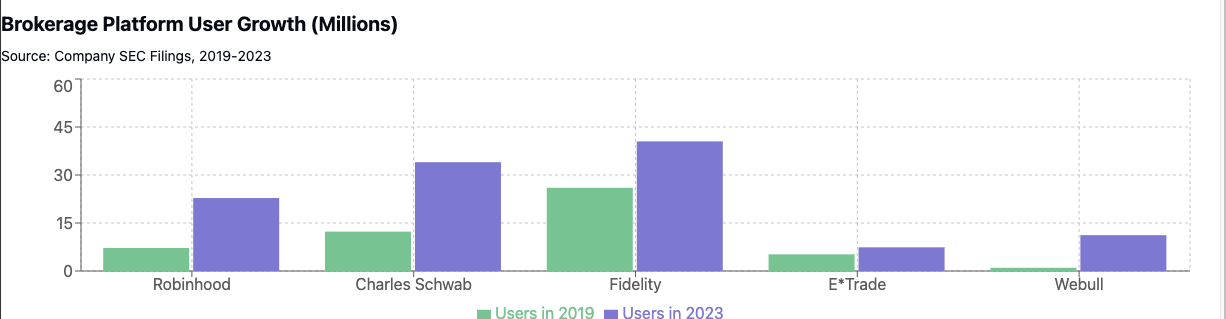 Brokerage Platform User Growth (Millions)
Source: Company SEC Filings, 2019-2023
60
45
30
15
0
Robinhood Charles Schwab Fidelity E*Trade Webull
Users in 2019 Users in 2023